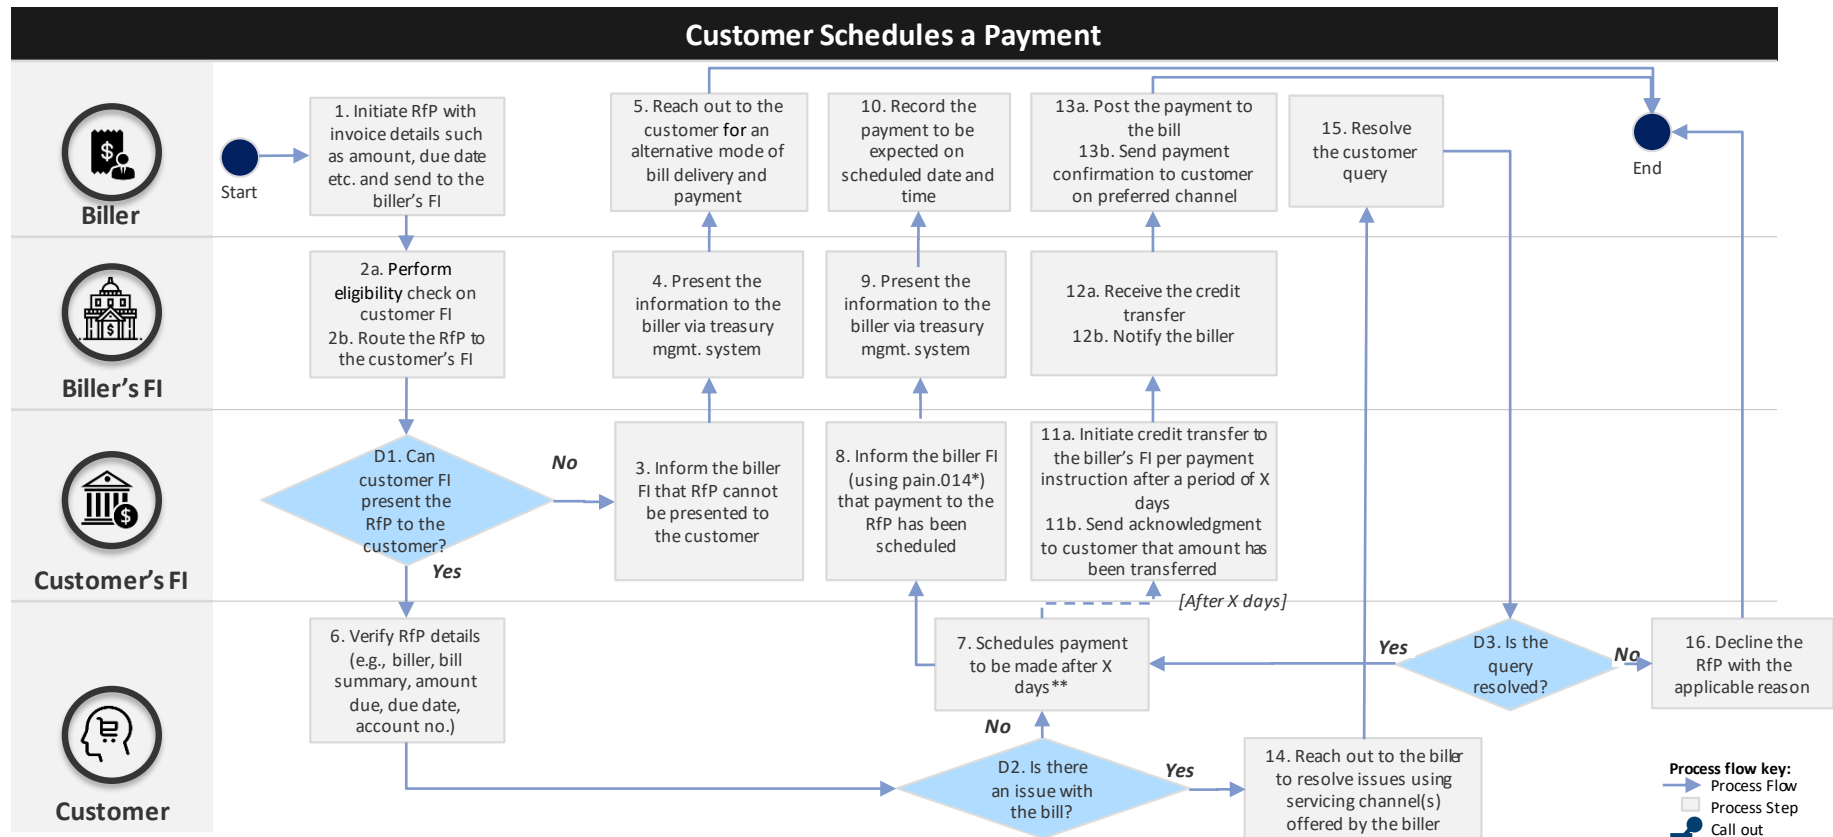 Customer Schedules a Payment
Biller
Start
1. Initiate RfP with
invoice details such
as amount, due date
etc. and send to the
biller's FI
5. Reach out to the
customer for an
alternative mode of
bill delivery and
payment
10. Record the
payment to be
expected on
scheduled date and
time
13a. Post the payment to
the bill
13b. Send payment
confirmation to customer
on preferred channel
15. Resolve
the customer
query
End
Biller's FI
2a. Perform
eligibility check on
customer FI
2b. Route the RfP to
the customer's FI
4. Present the
information to the
biller via treasury
mgmt. system
9. Present the
information to the
biller via treasury
mgmt. system
12a. Receive the credit
transfer
12b. Notify the biller
Customer's FI
D1. Can
customer FI
present the
RfP to the
customer?
No
Yes
3. Inform the biller
FI that RfP cannot
be presented to
the customer
8. Inform the biller FI
(using pain.014*)
that payment to the
RfP has been
scheduled
11a. Initiate credit transfer to
the biller's FI per payment
instruction after a period of X
days
11b. Send acknowledgment
to customer that amount has
been transferred
[After X days]
Customer
6. Verify RfP details
(e.g., biller, bill
summary, amount
due, due date,
account no.)
7. Schedules payment
to be made after X
days**
Yes
D3. Is the
query
resolved?
No
16. Decline the
RfP with the
applicable reason
No
D2. Is there
an issue with
the bill?
Yes
14. Reach out to the biller
to resolve issues using
servicing channel(s)
offered by the biller
Process flow key:
Process Flow
Process Step
Call out